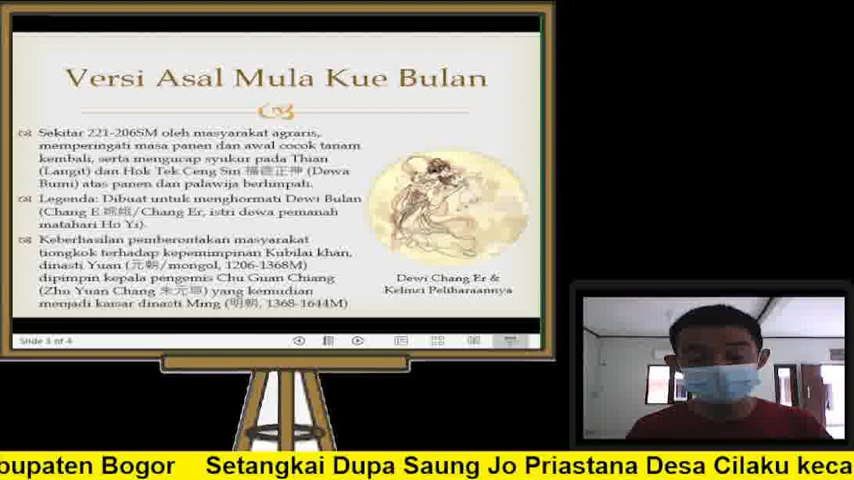 Versi Asal Mula Kue Bulan
Sekitar 221-206SM oleh masyarakat agraris,
memperingati masa panen dan awal cocok tanam
kembali, serta mengucap syukur pada Thian
(Langit) dan Hok Tek Ceng Sin 福德正神 (Dewa
Bumi) atas panen dan palawija berlimpah.
Legenda: Dibuat untuk menghormati Dewi Bulan
(Chang E 嫦娥/Chang Er, istri dewa pemanah
matahari Ho Yi).
Keberhasilan pemberontakan masyarakat
tiongkok terhadap kepemimpinan Kubilai khan,
dinasti Yuan (元朝/mongol, 1206-1368M)
dipimpin kepala pengemis Chu Guan Chiang
(Zhu Yuan Chang 朱元璋) yang kemudian
menjadi kaisar dinasti Ming (明朝, 1368-1644M)
Dewi Chang Er &
Kelinci Peliharaannya
Slide 3 of 4
bupaten Bogor Setangkai Dupa Saung Jo Priastana Desa Cilaku keca